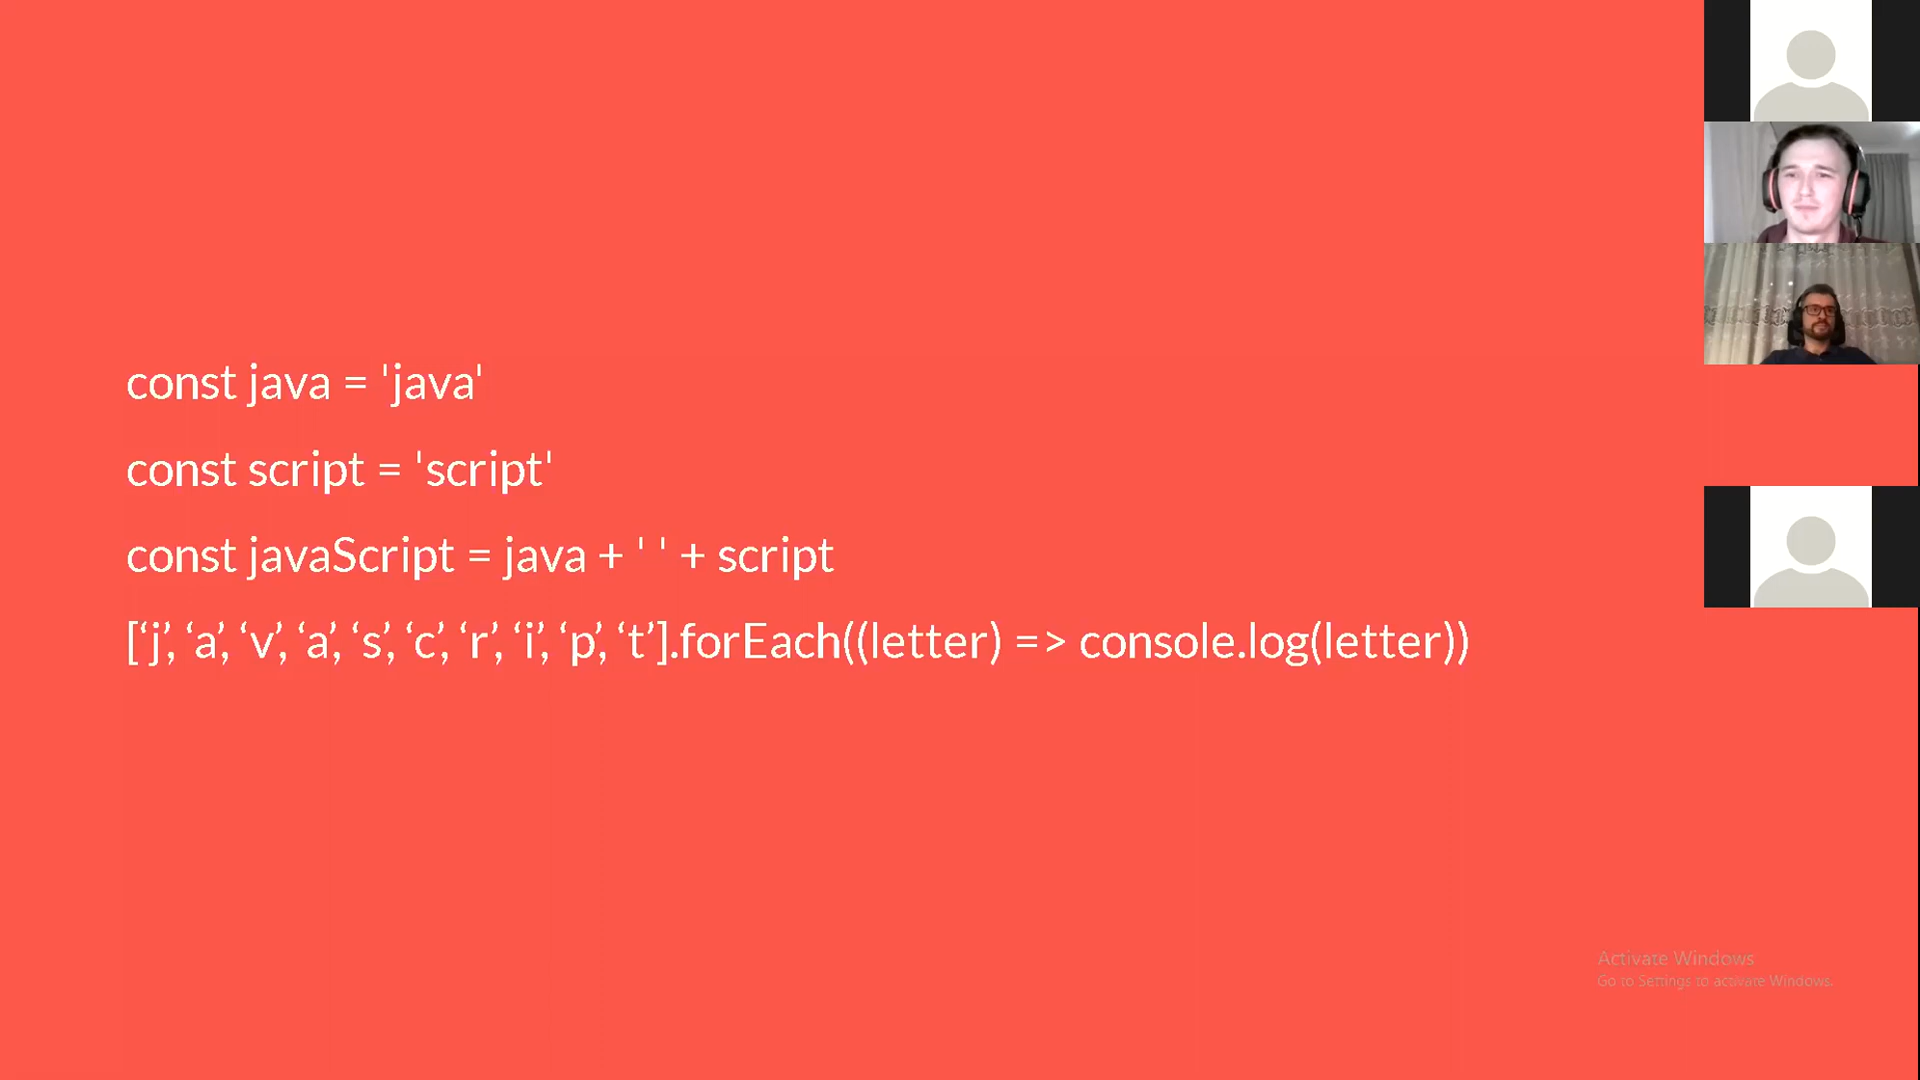 const java = 'java'
const script = 'script'
const javaScript = java + ' ' + script
[‘j’, ‘a’, ‘v’, ‘a’, ‘s’, ‘c’, ‘r’, ‘i’, ‘p’, ‘t’].forEach((letter) => console.log(letter))
Activate Windows
Go to Settings to activate Windows.